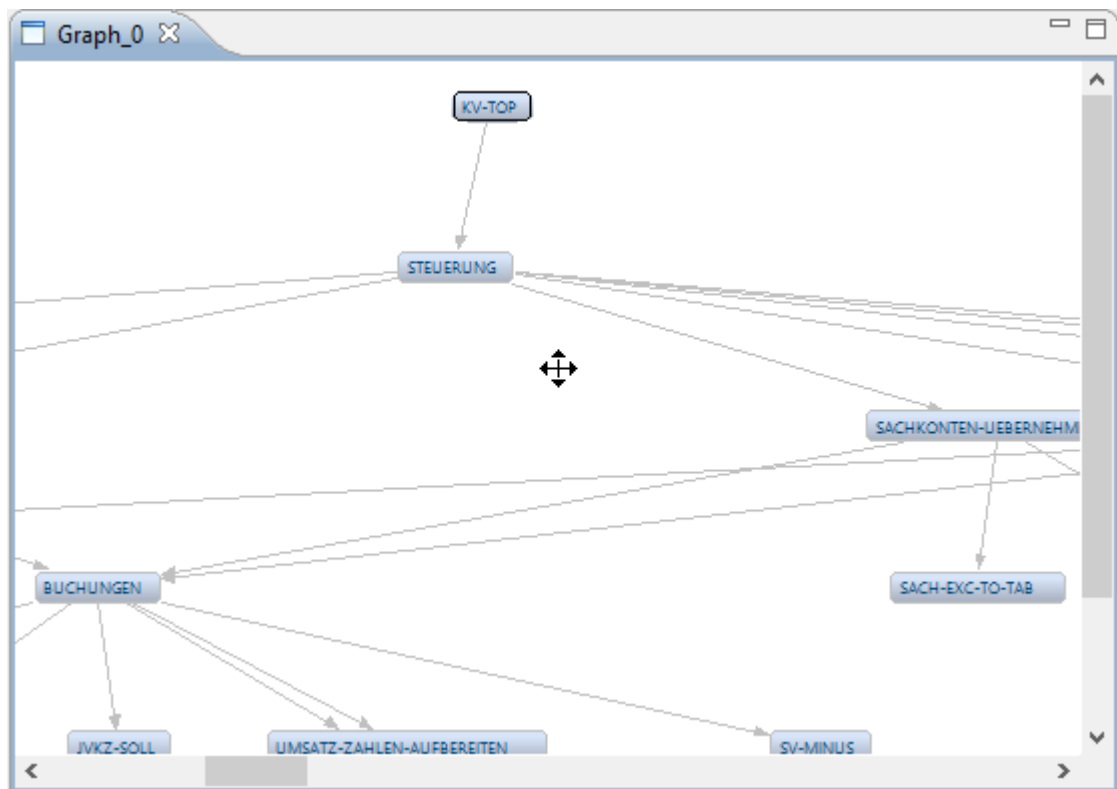 Graph_0
KV-TOP
STEUERUNG
SACHKONTEN-UEBERNEHM
BUCHUNGEN
SACH-EXC-TO-TAB
JVKZ-SOLL
UMSATZ-ZAHLEN-AUFBEREITEN
SV-MINUS